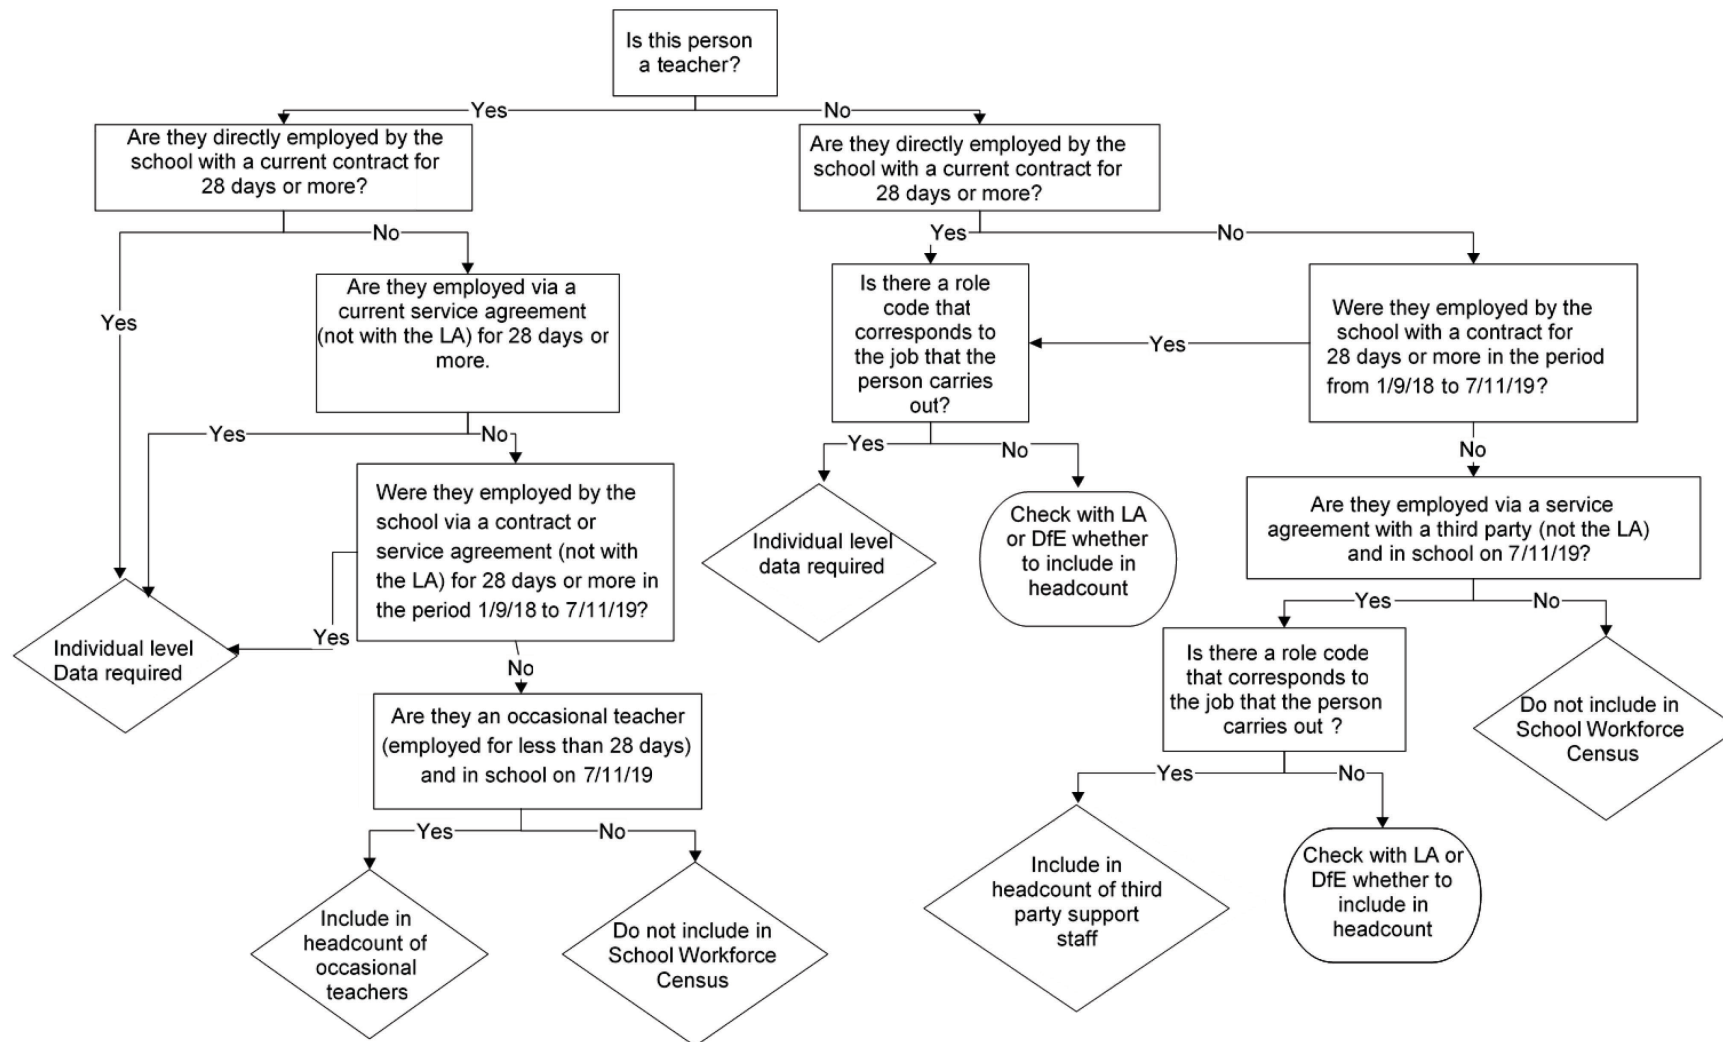 Is this person
a teacher?
Yes
No
Are they directly employed by the
school with a current contract for
28 days or more?
Are they directly employed by the
school with a current contract for
28 days or more?
No
Yes
No
Yes
Are they employed via a
current service agreement
(not with the LA) for 28 days or
more.
Is there a role
code that
corresponds to
the job that the
person carries
out?
Yes
Were they employed by the
school with a contract for
28 days or more in the period
from 1/9/18 to 7/11/19?
Yes
No
Yes
No
No
Were they employed by the
school via a contract or
service agreement (not with
the LA) for 28 days or more in
the period 1/9/18 to 7/11/19?
Individual level
data required
Check with LA
or DfE whether
to include in
headcount
Are they employed via a service
agreement with a third party (not the LA)
and in school on 7/11/19?
Yes
Yes
No
Individual level
Data required
No
Is there a role code
that corresponds to
the job that the person
carries out ?
Do not include in
School Workforce
Census
Are they an occasional teacher
(employed for less than 28 days)
and in school on 7/11/19
Yes
No
Yes
No
Include in
headcount of
occasional
teachers
Do not include in
School Workforce
Census
Include in
headcount of third
party support
staff
Check with LA or
DfE whether to
include in
headcount